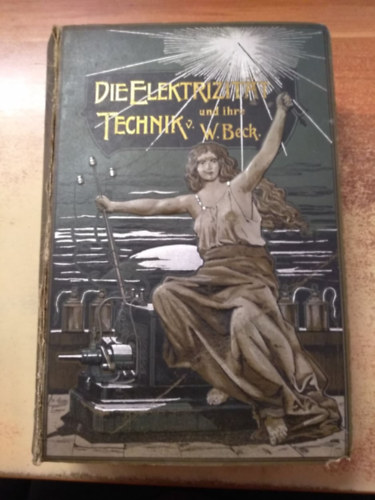 DIE ELEKTRIZITÄT
und ihre
TECHNIK v. W. Beck.